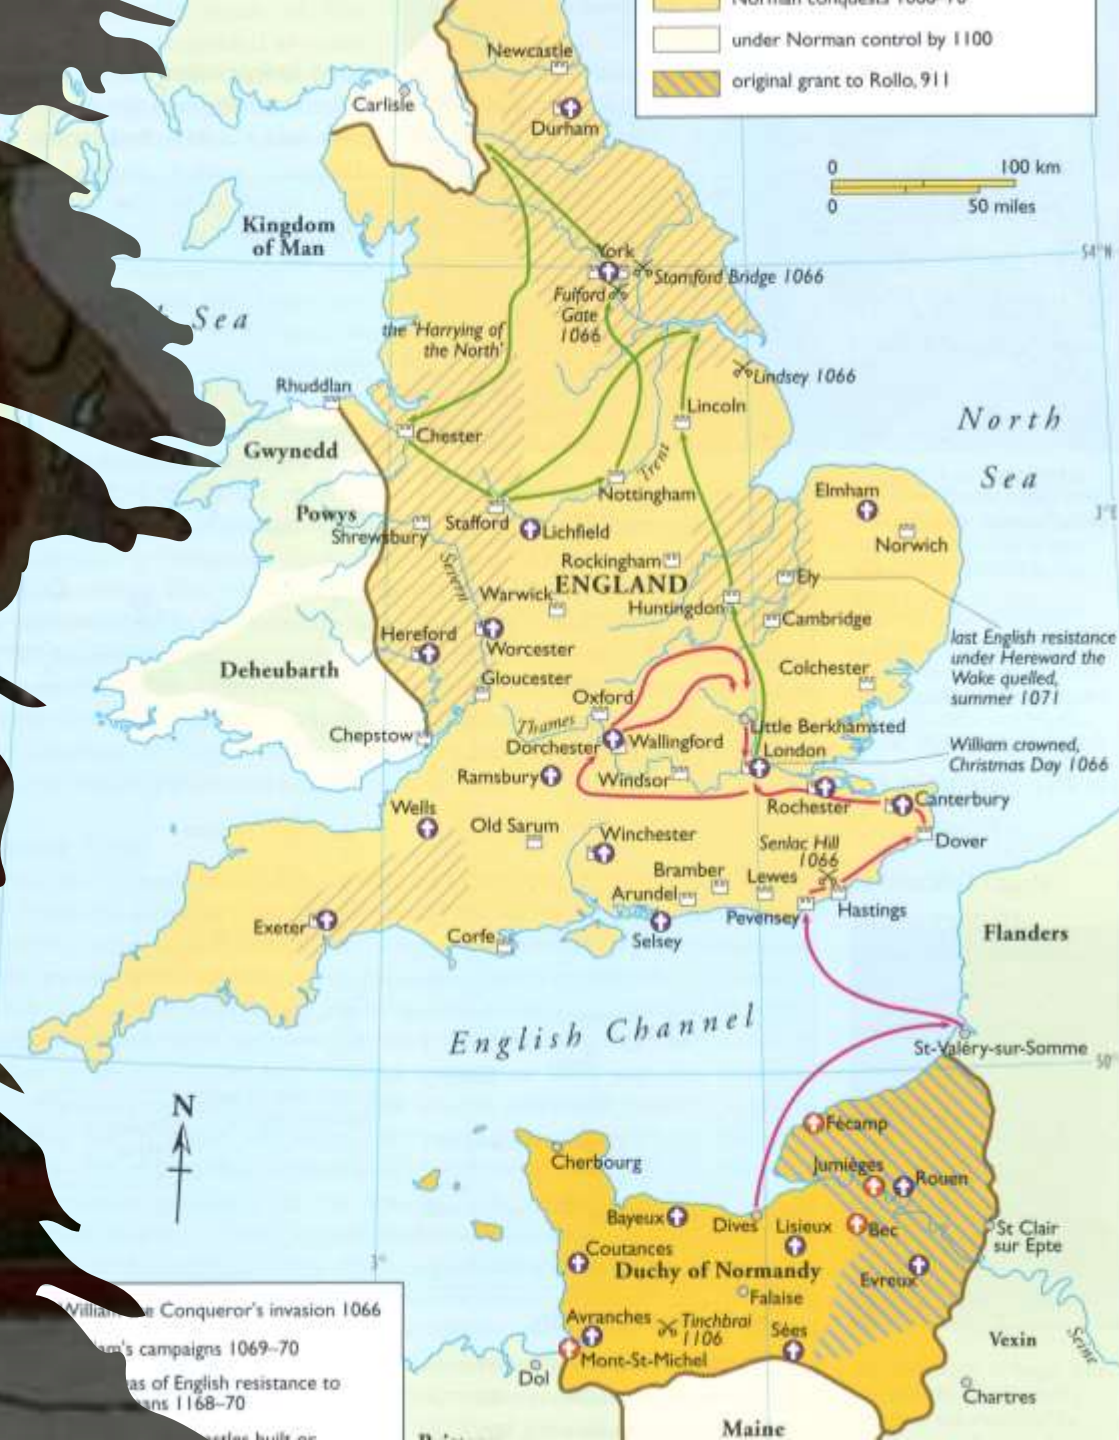 Newcastle
under Norman control by 1100
original grant to Rollo, 911
Carlisle
Durham
0 100 km
0 50 miles
Kingdom
of Man
York
Stamford Bridge 1066
54°N
Fulford
Gate
1066
Sea
the 'Harrying of
the North'
Lindsey 1066
Rhuddlan
Lincoln
North
Sea
Chester
Gwynedd
Trent
Nottingham
Elmham
Powys
Stafford
Lichfield
Shrewsbury
Norwich
Rockingham
Severn
ENGLAND
Ely
Warwick
Huntingdon
Cambridge
Hereford
Worcester
last English resistance
under Hereward the
Wake quelled,
summer 1071
Deheubarth
Gloucester
Colchester
Oxford
Thames
Chepstow
Dorchester
Wallingford
Little Berkhamsted
London
William crowned,
Christmas Day 1066
Ramsbury
Windsor
Rochester
Canterbury
Wells
Old Sarum
Winchester
Senlac Hill
1066
Dover
Bramber
Lewes
Arundel
Pevensey
Hastings
Exeter
Corfe
Selsey
Flanders
English Channel
St-Valéry-sur-Somme
50°
N
Fécamp
Cherbourg
Jumièges
Rouen
Bayeux
Dives
Lisieux
Bec
St Clair
sur Epte
Coutances
Duchy of Normandy
Evreux
3°
Falaise
Avranches
Tinchbrai
1106
Sées
Mont-St-Michel
Dol
Vexin
Seine
Chartres
Maine
Conqueror's invasion 1066
campaigns 1069–70
of English resistance to
1168–70